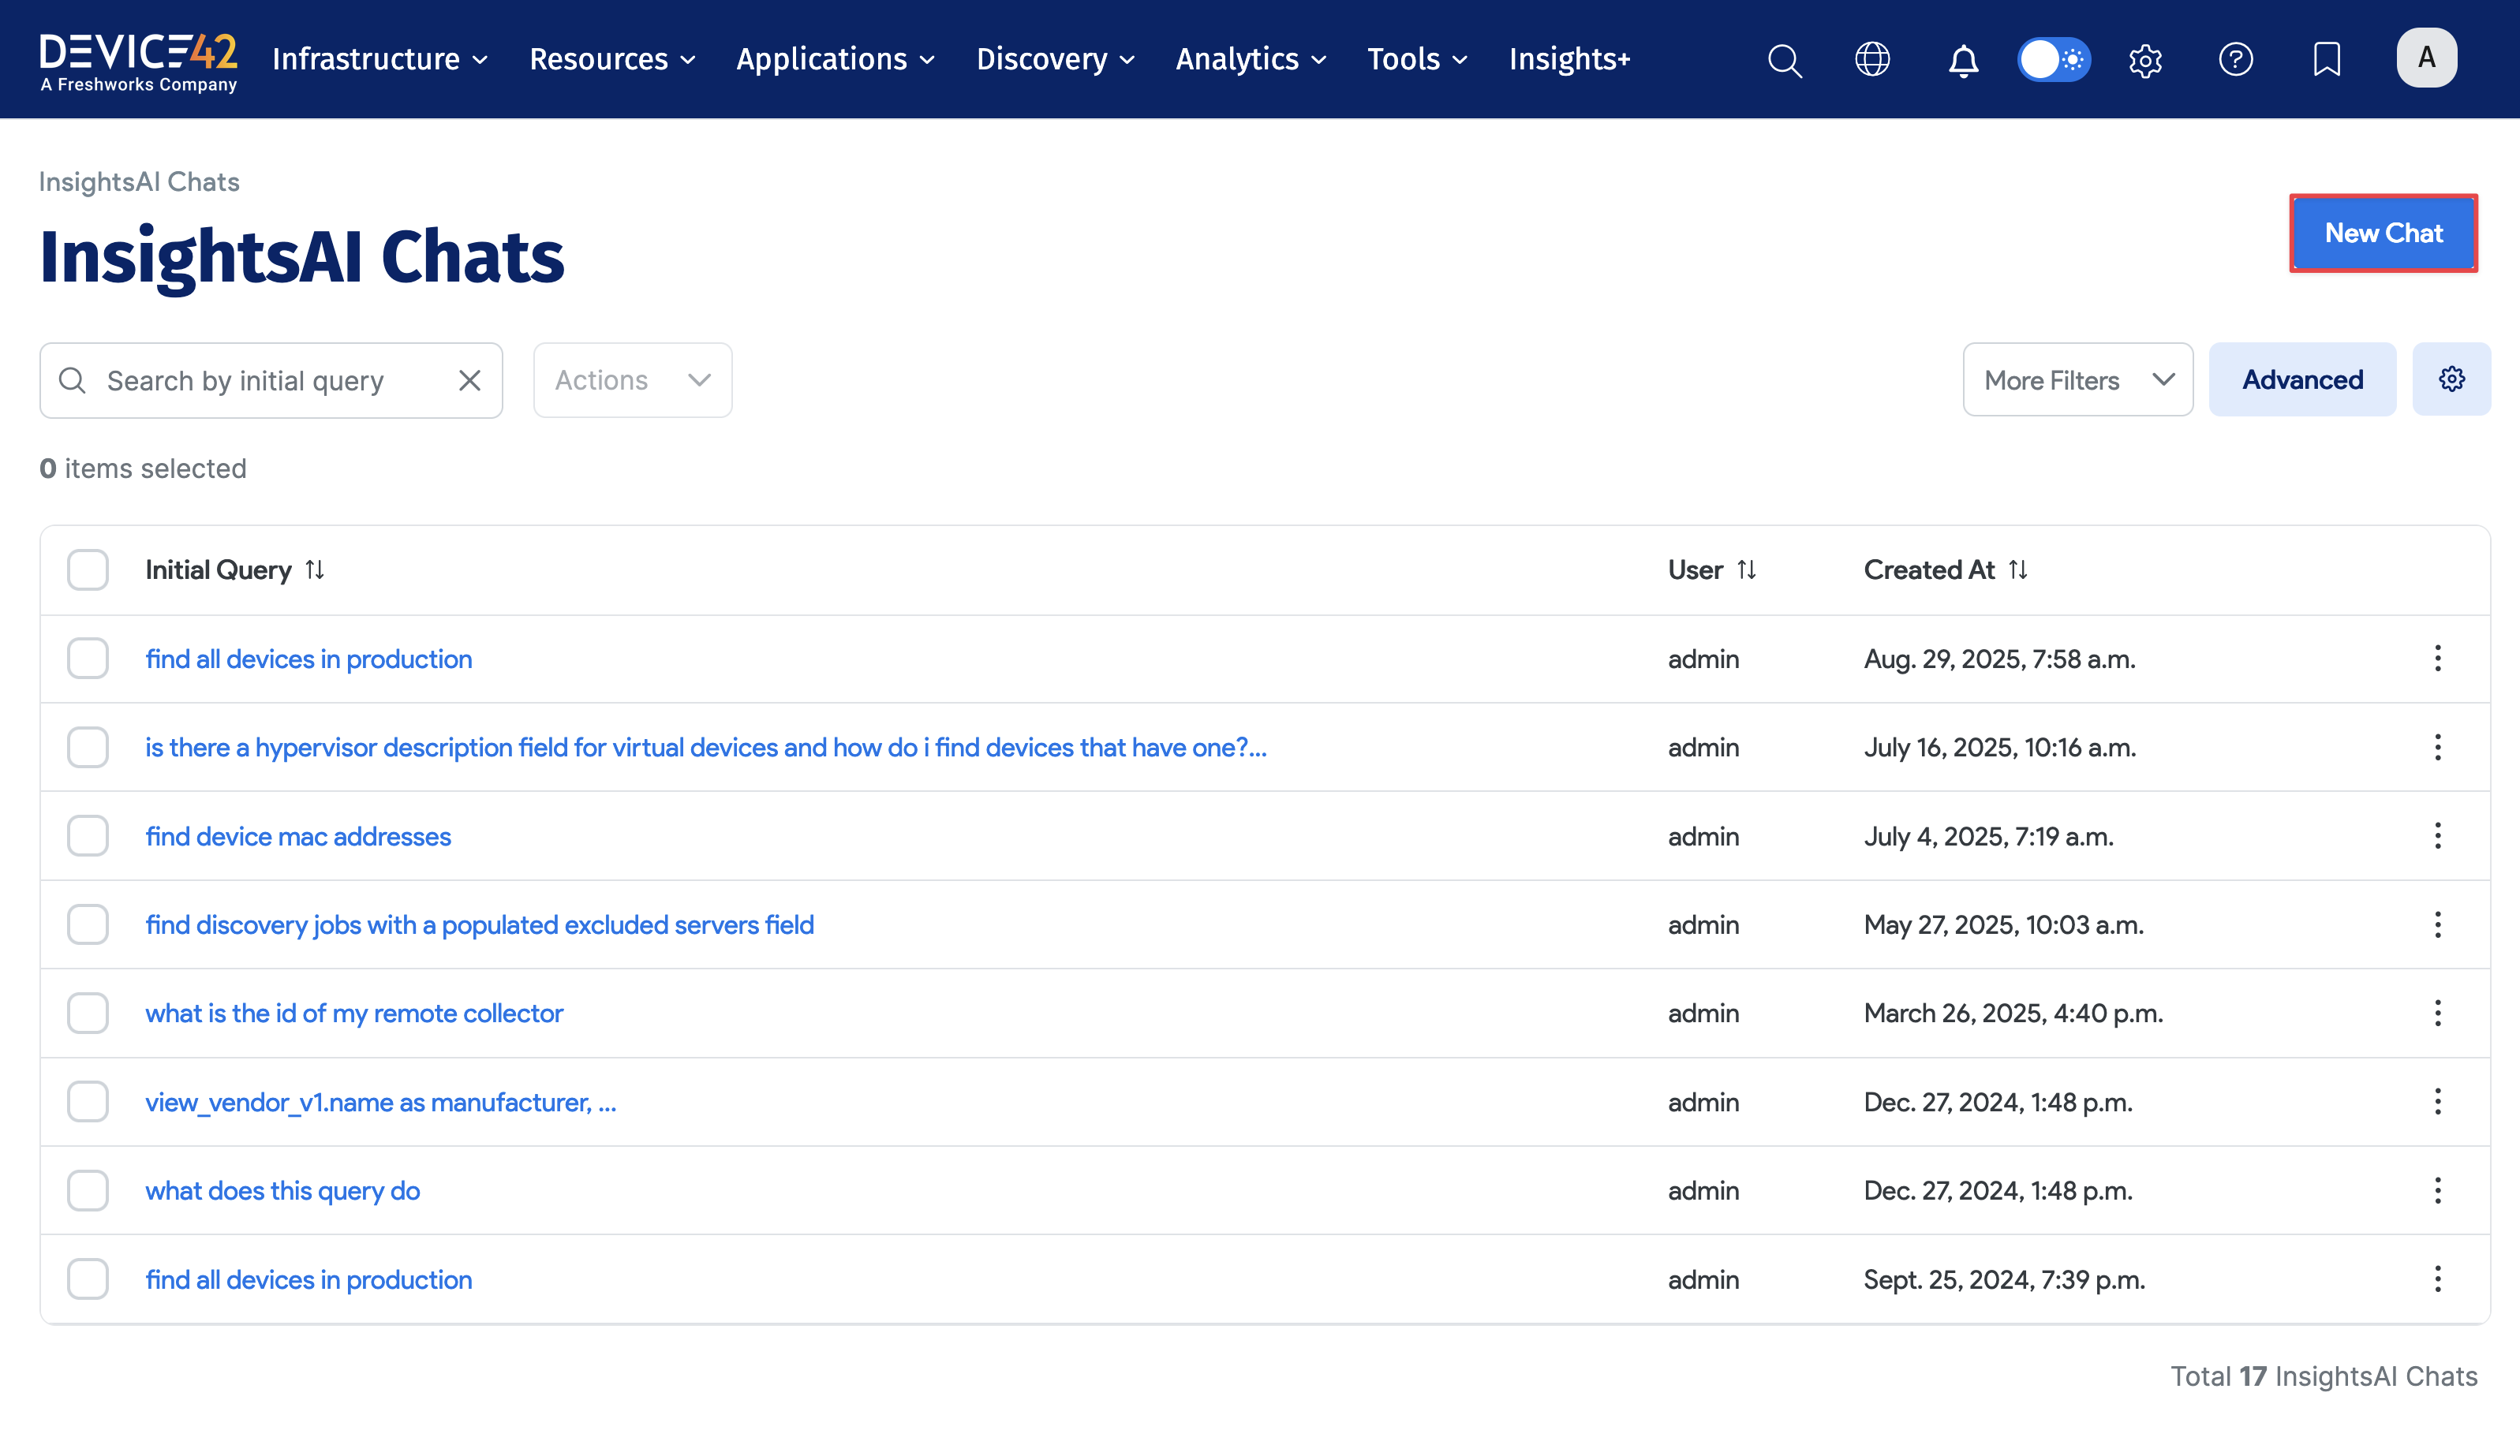 DEVICE42
A Freshworks Company
Infrastructure Resources Applications Discovery Analytics Tools Insights+
A
InsightsAI Chats
InsightsAI Chats
New Chat
Search by initial query
Actions
More Filters
Advanced
0 items selected
Initial Query User Created At
find all devices in production admin Aug. 29, 2025, 7:58 a.m.
is there a hypervisor description field for virtual devices and how do i find devices that have one?... admin July 16, 2025, 10:16 a.m.
find device mac addresses admin July 4, 2025, 7:19 a.m.
find discovery jobs with a populated excluded servers field admin May 27, 2025, 10:03 a.m.
what is the id of my remote collector admin March 26, 2025, 4:40 p.m.
view_vendor_v1.name as manufacturer, ... admin Dec. 27, 2024, 1:48 p.m.
what does this query do admin Dec. 27, 2024, 1:48 p.m.
find all devices in production admin Sept. 25, 2024, 7:39 p.m.
Total 17 InsightsAI Chats